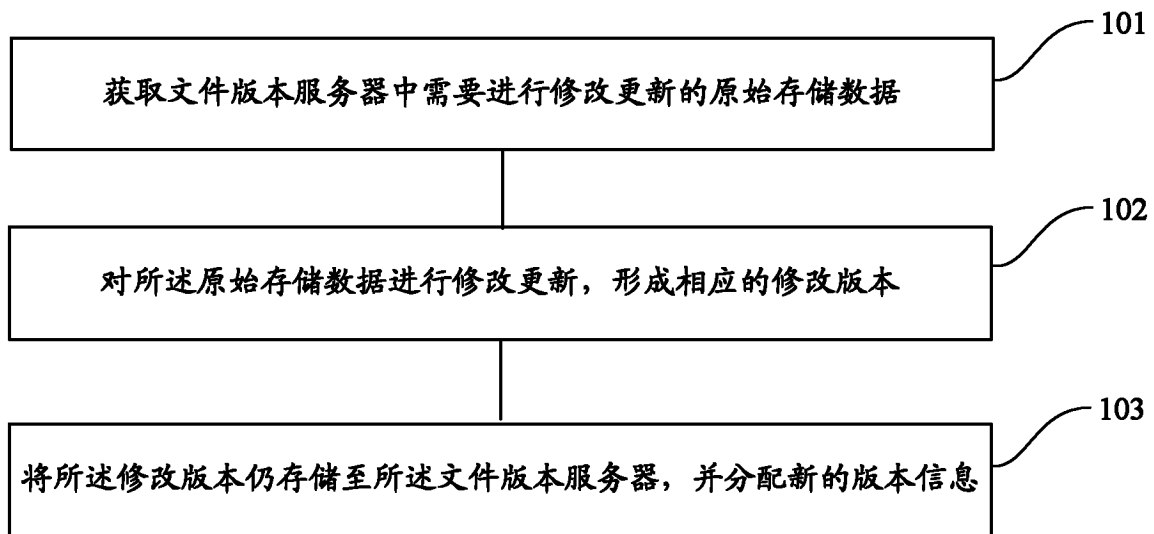 101
获取文件版本服务器中需要进行修改更新的原始存储数据
102
对所述原始存储数据进行修改更新，形成相应的修改版本
103
将所述修改版本仍存储至所述文件版本服务器，并分配新的版本信息